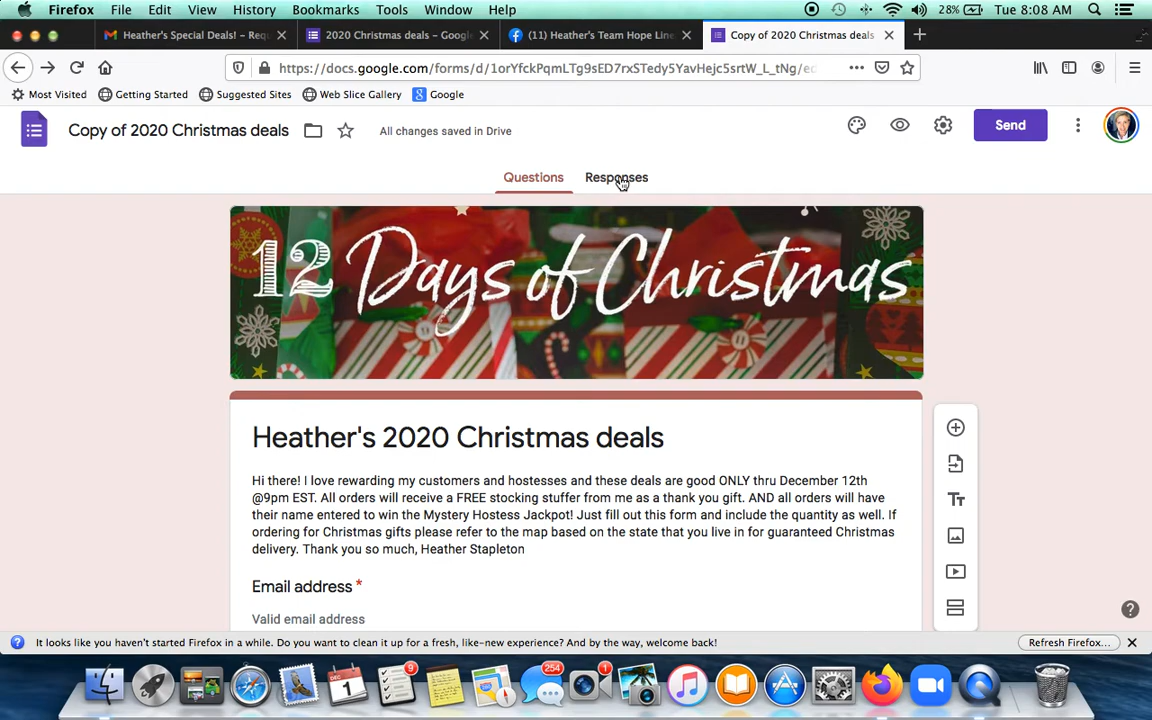 Firefox File Edit View History Bookmarks Tools Window Help 28% Tue 8:08 AM
Heather's Special Deals! – Requ 2020 Christmas deals – Google (11) Heather's Team Hope Line Copy of 2020 Christmas deals
https://docs.google.com/forms/d/1orYfckPqmLTg9sED7rxSTedy5YavHejc5srtW_L_tNg/ed
Most Visited Getting Started Suggested Sites Web Slice Gallery Google
Copy of 2020 Christmas deals All changes saved in Drive Send
Questions Responses
12 Days of Christmas
Heather's 2020 Christmas deals
Hi there! I love rewarding my customers and hostesses and these deals are good ONLY thru December 12th
@9pm EST. All orders will receive a FREE stocking stuffer from me as a thank you gift. AND all orders will have
their name entered to win the Mystery Hostess Jackpot! Just fill out this form and include the quantity as well. If
ordering for Christmas gifts please refer to the map based on the state that you live in for guaranteed Christmas
delivery. Thank you so much, Heather Stapleton
Email address *
Valid email address
It looks like you haven't started Firefox in a while. Do you want to clean it up for a fresh, like-new experience? And by the way, welcome back! Refresh Firefox...
DEC 1 9 254 1